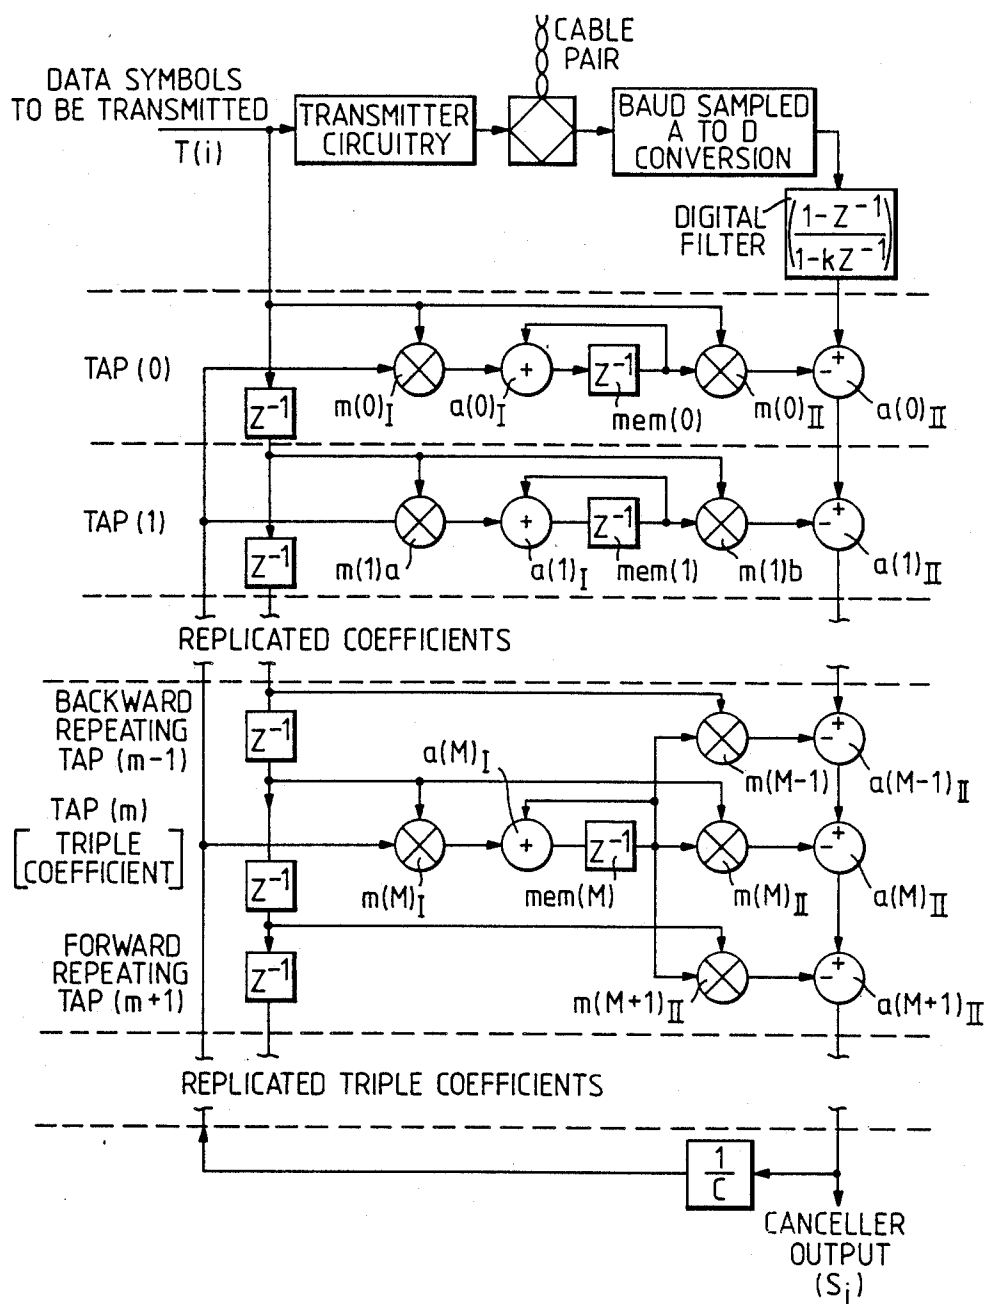 CABLE
PAIR
DATA SYMBOLS
TO BE TRANSMITTED
T(i)
TRANSMITTER
CIRCUITRY
BAUD SAMPLED
A TO D
CONVERSION
DIGITAL
FILTER
(1-Z⁻¹
1-kZ⁻¹)
TAP (0)
+
Z⁻¹
+
-
m(0)I
a(0)I
mem(0)
m(0)II
a(0)II
Z⁻¹
TAP (1)
+
Z⁻¹
+
-
m(1)a
a(1)I
mem(1)
m(1)b
a(1)II
Z⁻¹
REPLICATED COEFFICIENTS
BACKWARD
REPEATING
TAP (m-1)
Z⁻¹
+
-
m(M-1)
a(M-1)II
a(M)I
TAP (m)
[TRIPLE
COEFFICIENT]
+
Z⁻¹
+
-
m(M)I
mem(M)
m(M)II
a(M)II
Z⁻¹
FORWARD
REPEATING
TAP (m+1)
Z⁻¹
+
-
m(M+1)II
a(M+1)II
REPLICATED TRIPLE COEFFICIENTS
1
C
CANCELLER
OUTPUT
(Si)